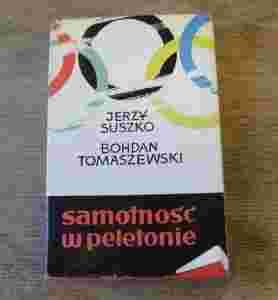 JERZY
SUSZKO
BOHDAN
TOMASZEWSKI
samotność
w peletonie